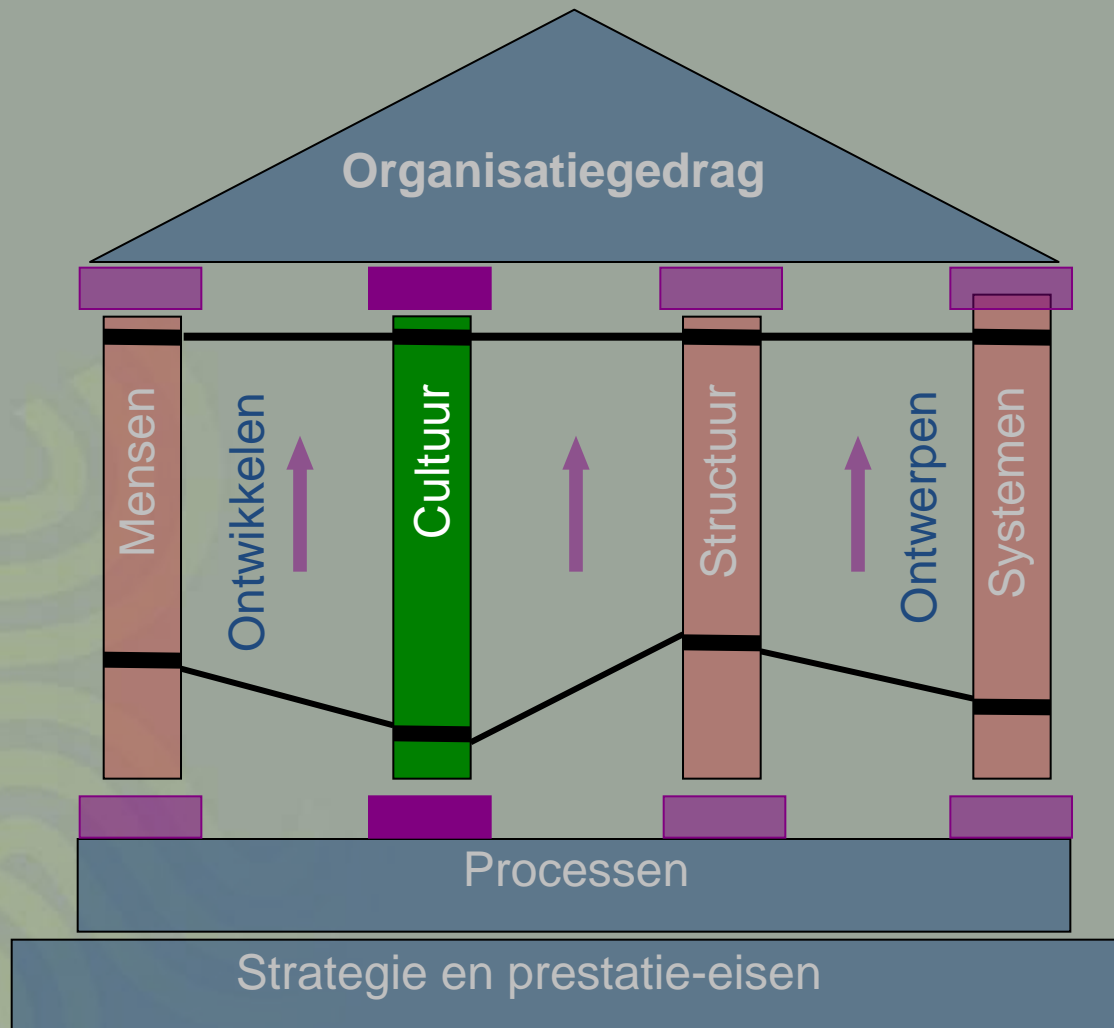 Organisatiegedrag
Mensen
Ontwikkelen
Cultuur
Structuur
Ontwerpen
Systemen
Processen
Strategie en prestatie-eisen